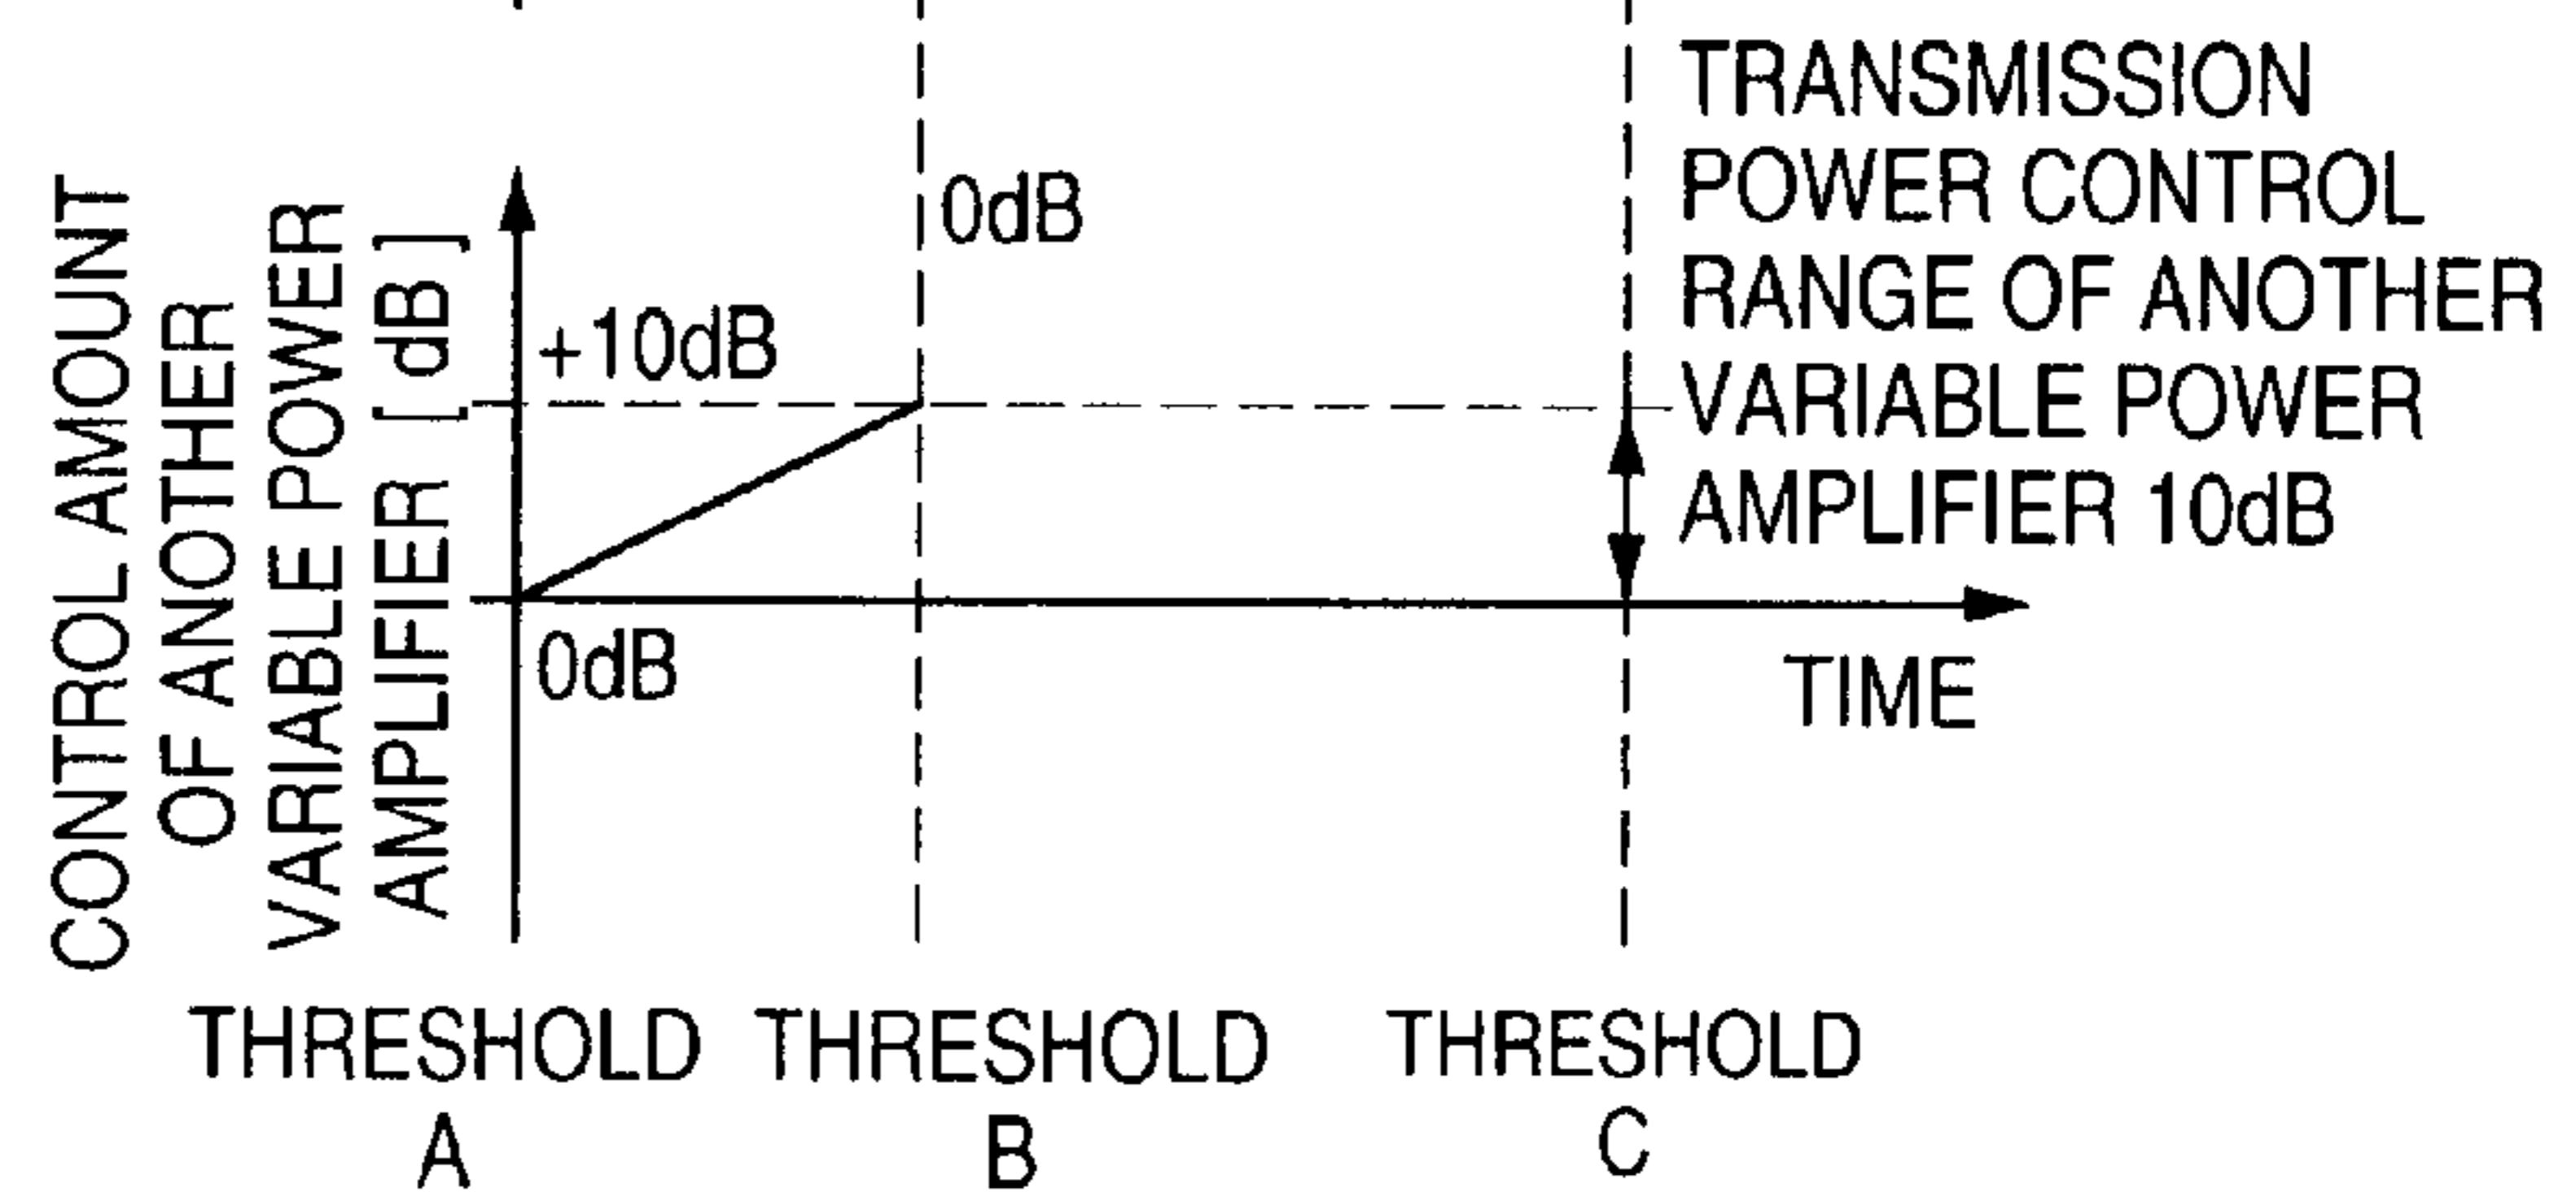 CONTROL AMOUNT
OF ANOTHER
VARIABLE POWER
AMPLIFIER [ dB ]
0dB
+10dB
0dB
TRANSMISSION
POWER CONTROL
RANGE OF ANOTHER
VARIABLE POWER
AMPLIFIER 10dB
TIME
THRESHOLD
A
THRESHOLD
B
THRESHOLD
C